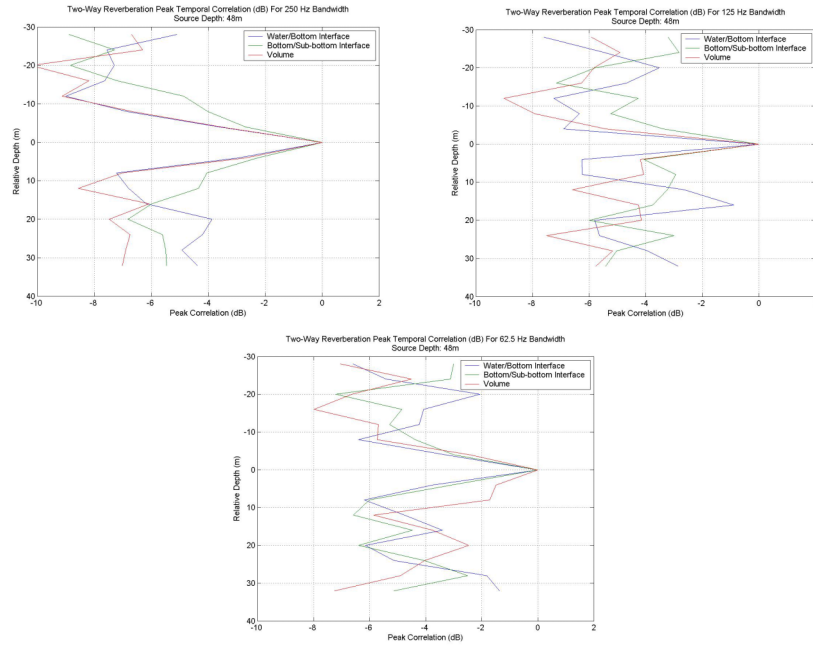 Two-Way Reverberation Peak Temporal Correlation (dB) For 250 Hz Bandwidth
Source Depth: 48m
-30
-20
-10
0
10
20
30
40
Relative Depth (m)
Water/Bottom Interface
Bottom/Sub-bottom Interface
Volume
-10
-8
-6
-4
-2
0
2
Peak Correlation (dB)
Two-Way Reverberation Peak Temporal Correlation (dB) For 125 Hz Bandwidth
Source Depth: 48m
-30
-20
-10
0
10
20
30
40
Relative Depth (m)
Water/Bottom Interface
Bottom/Sub-bottom Interface
Volume
-10
-8
-6
-4
-2
0
Peak Correlation (dB)
Two-Way Reverberation Peak Temporal Correlation (dB) For 62.5 Hz Bandwidth
Source Depth: 48m
-30
-20
-10
0
10
20
30
40
Relative Depth (m)
Water/Bottom Interface
Bottom/Sub-bottom Interface
Volume
-10
-8
-6
-4
-2
0
2
Peak Correlation (dB)